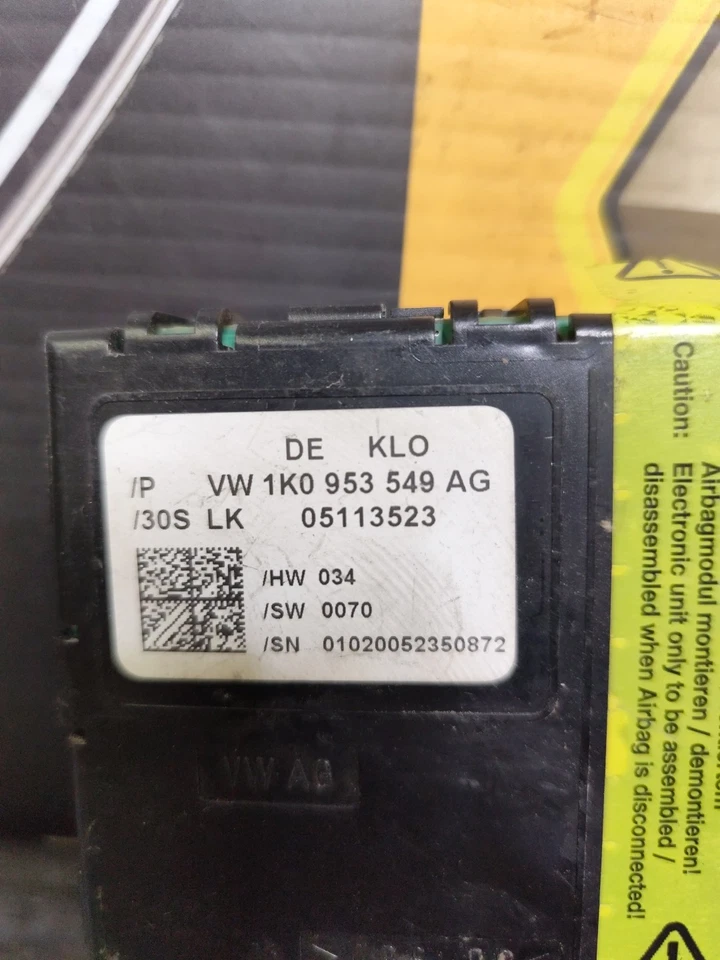 DE KLO
/P VW 1K0 953 549 AG
/30S LK 05113523
/HW 034
/SW 0070
/SN 01020052350872
VW AG
Airbagmodul montieren / demontieren!
Caution: Electronic unit only to be assembled /
disassembled when Airbag is disconnected!